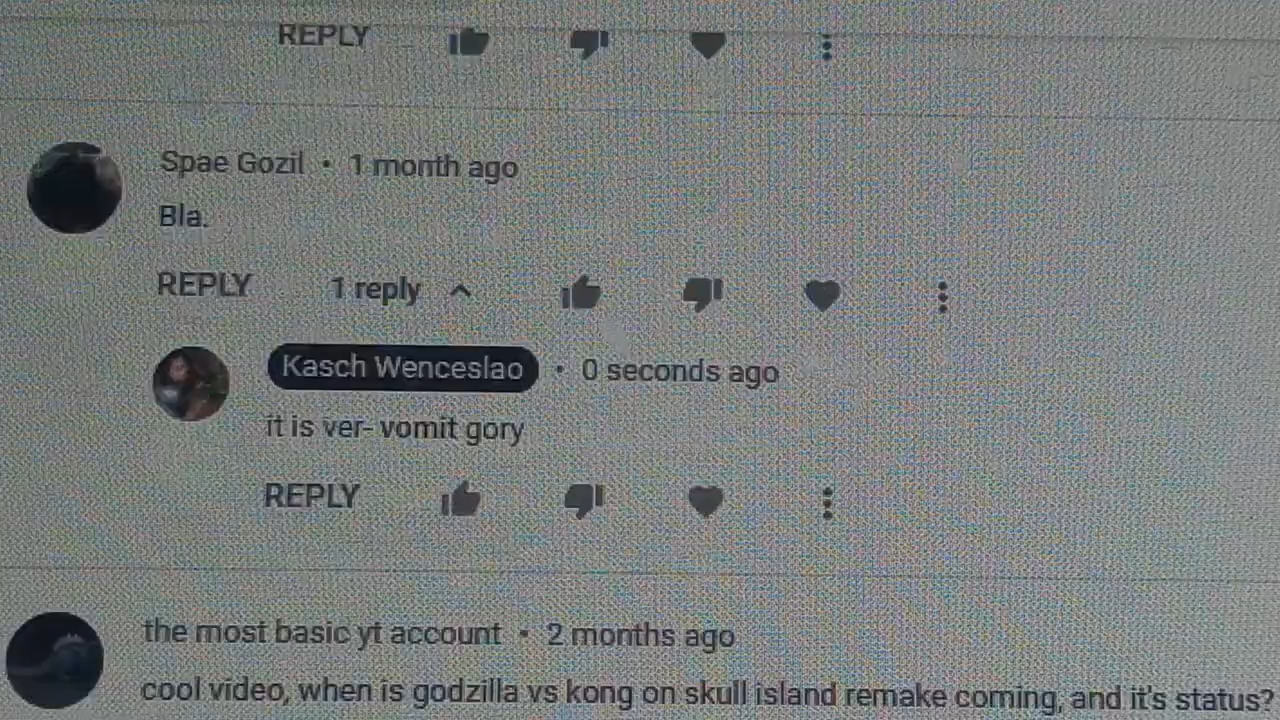 REPLY
Spae Gozil • 1 month ago
Bla.
REPLY 1 reply
Kasch Wenceslao • 0 seconds ago
it is ver- vomit gory
REPLY
the most basic yt account • 2 months ago
cool video, when is godzilla vs kong on skull island remake coming, and it's status?